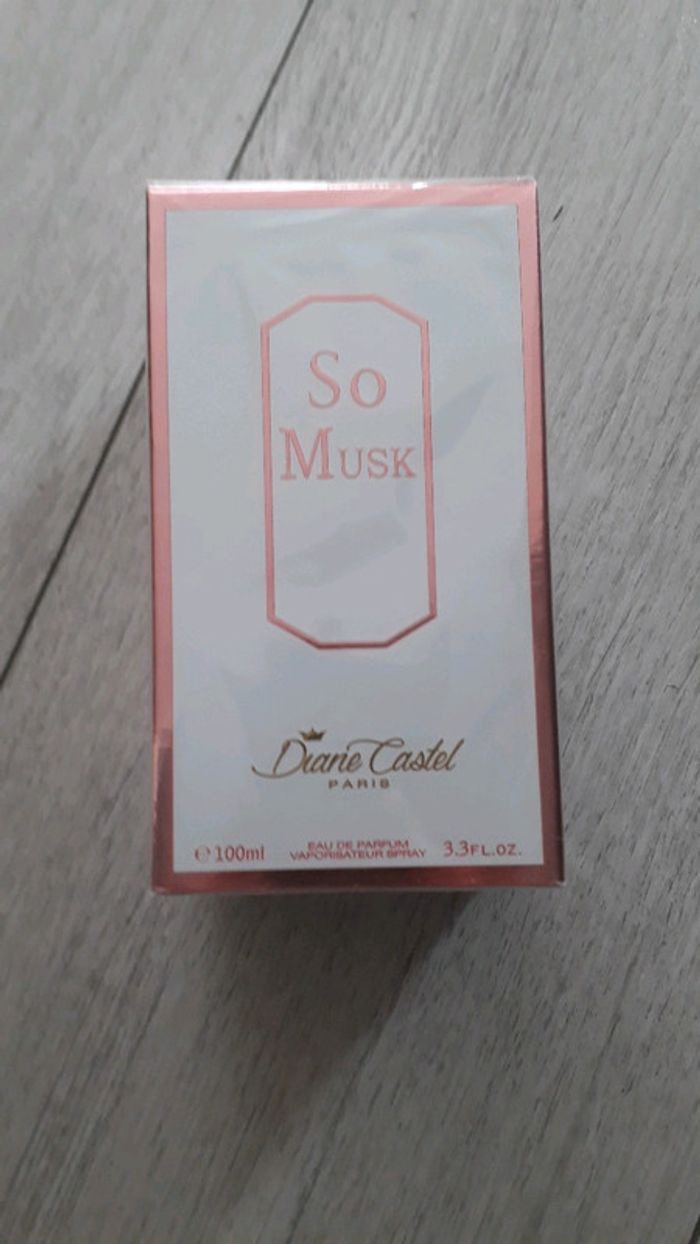 So
Musk
Diane Castel
PARIS
℮ 100ml
EAU DE PARFUM
VAPORISATEUR SPRAY
3.3FL.OZ.